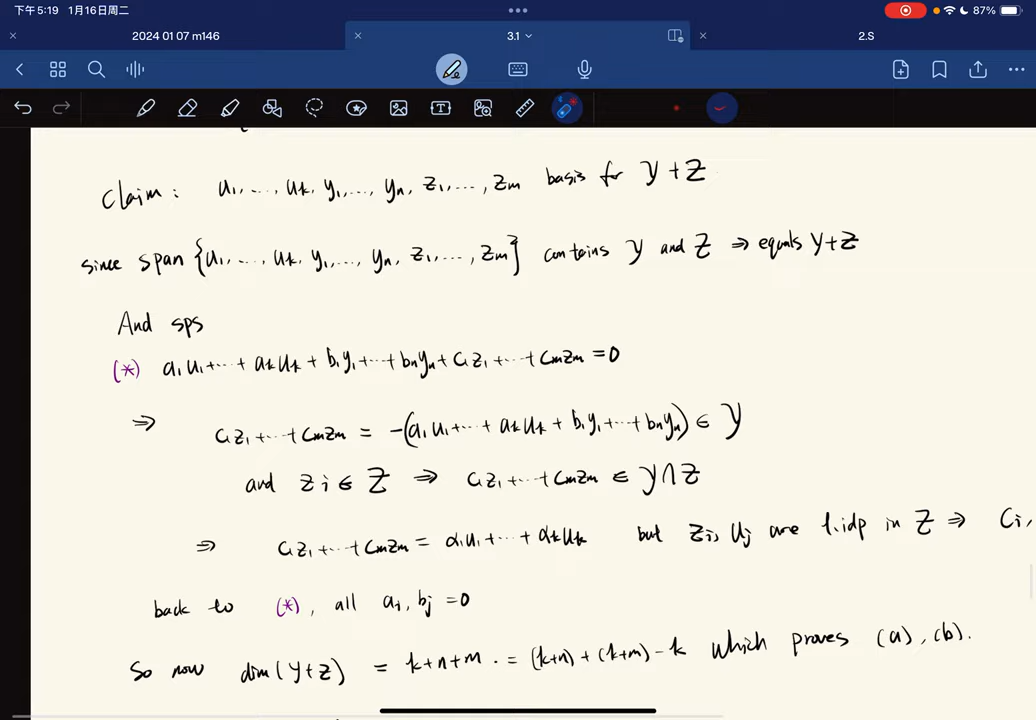 下午5:19 1月16日周二 87%
2024 01 07 m146 3.1 2.S
Claim: u1, ..., uk, y1, ..., yn, z1, ..., zm basis for Y+Z
since span {u1, ..., uk, y1, ..., yn, z1, ..., zm} contains Y and Z ⇒ equals Y+Z
And sps
(*) a1u1+...+akuk+b1y1+...+bnyn+c1z1+...+cmzm=0
⇒
c1z1+...+cmzm = -(a1u1+...+akuk+b1y1+...+bnyn) ∈ Y
and zi ∈ Z ⇒ c1z1+...+cmzm ∈ Y∩Z
⇒ c1z1+...+cmzm = α1u1+...+αkuk but zi, uj are l.idp in Z ⇒ Ci,
back to (*), all ai, bj =0
So now dim(Y+Z) = k+n+m. = (k+n)+(k+m)-k which proves (a), (b).